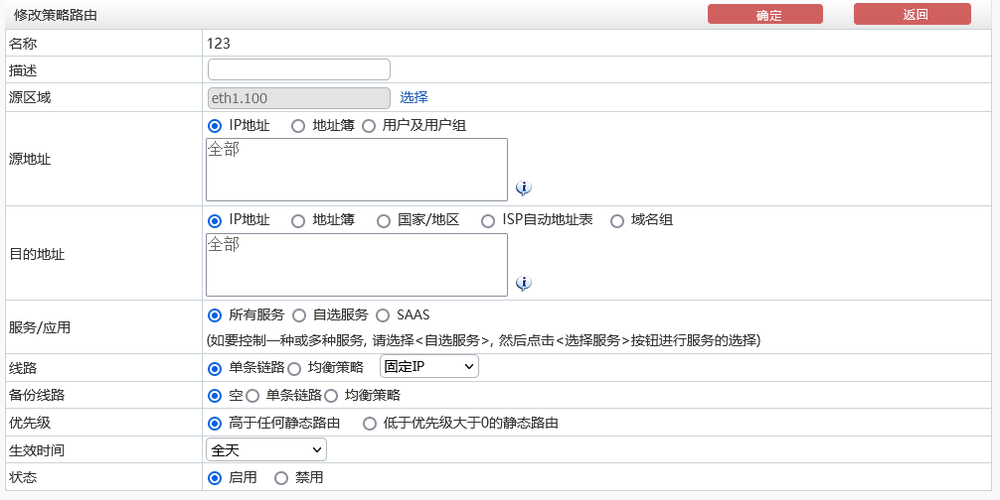 修改策略路由 确定 返回
名称 123
描述
源区域 eth1.100 选择
源地址 IP地址 地址簿 用户及用户组
全部
目的地址 IP地址 地址簿 国家/地区 ISP自动地址表 域名组
全部
服务/应用 所有服务 自选服务 SAAS
(如要控制一种或多种服务, 请选择<自选服务>, 然后点击<选择服务>按钮进行服务的选择)
线路 单条链路 均衡策略 固定IP
备份线路 空 单条链路 均衡策略
优先级 高于任何静态路由 低于优先级大于0的静态路由
生效时间 全天
状态 启用 禁用